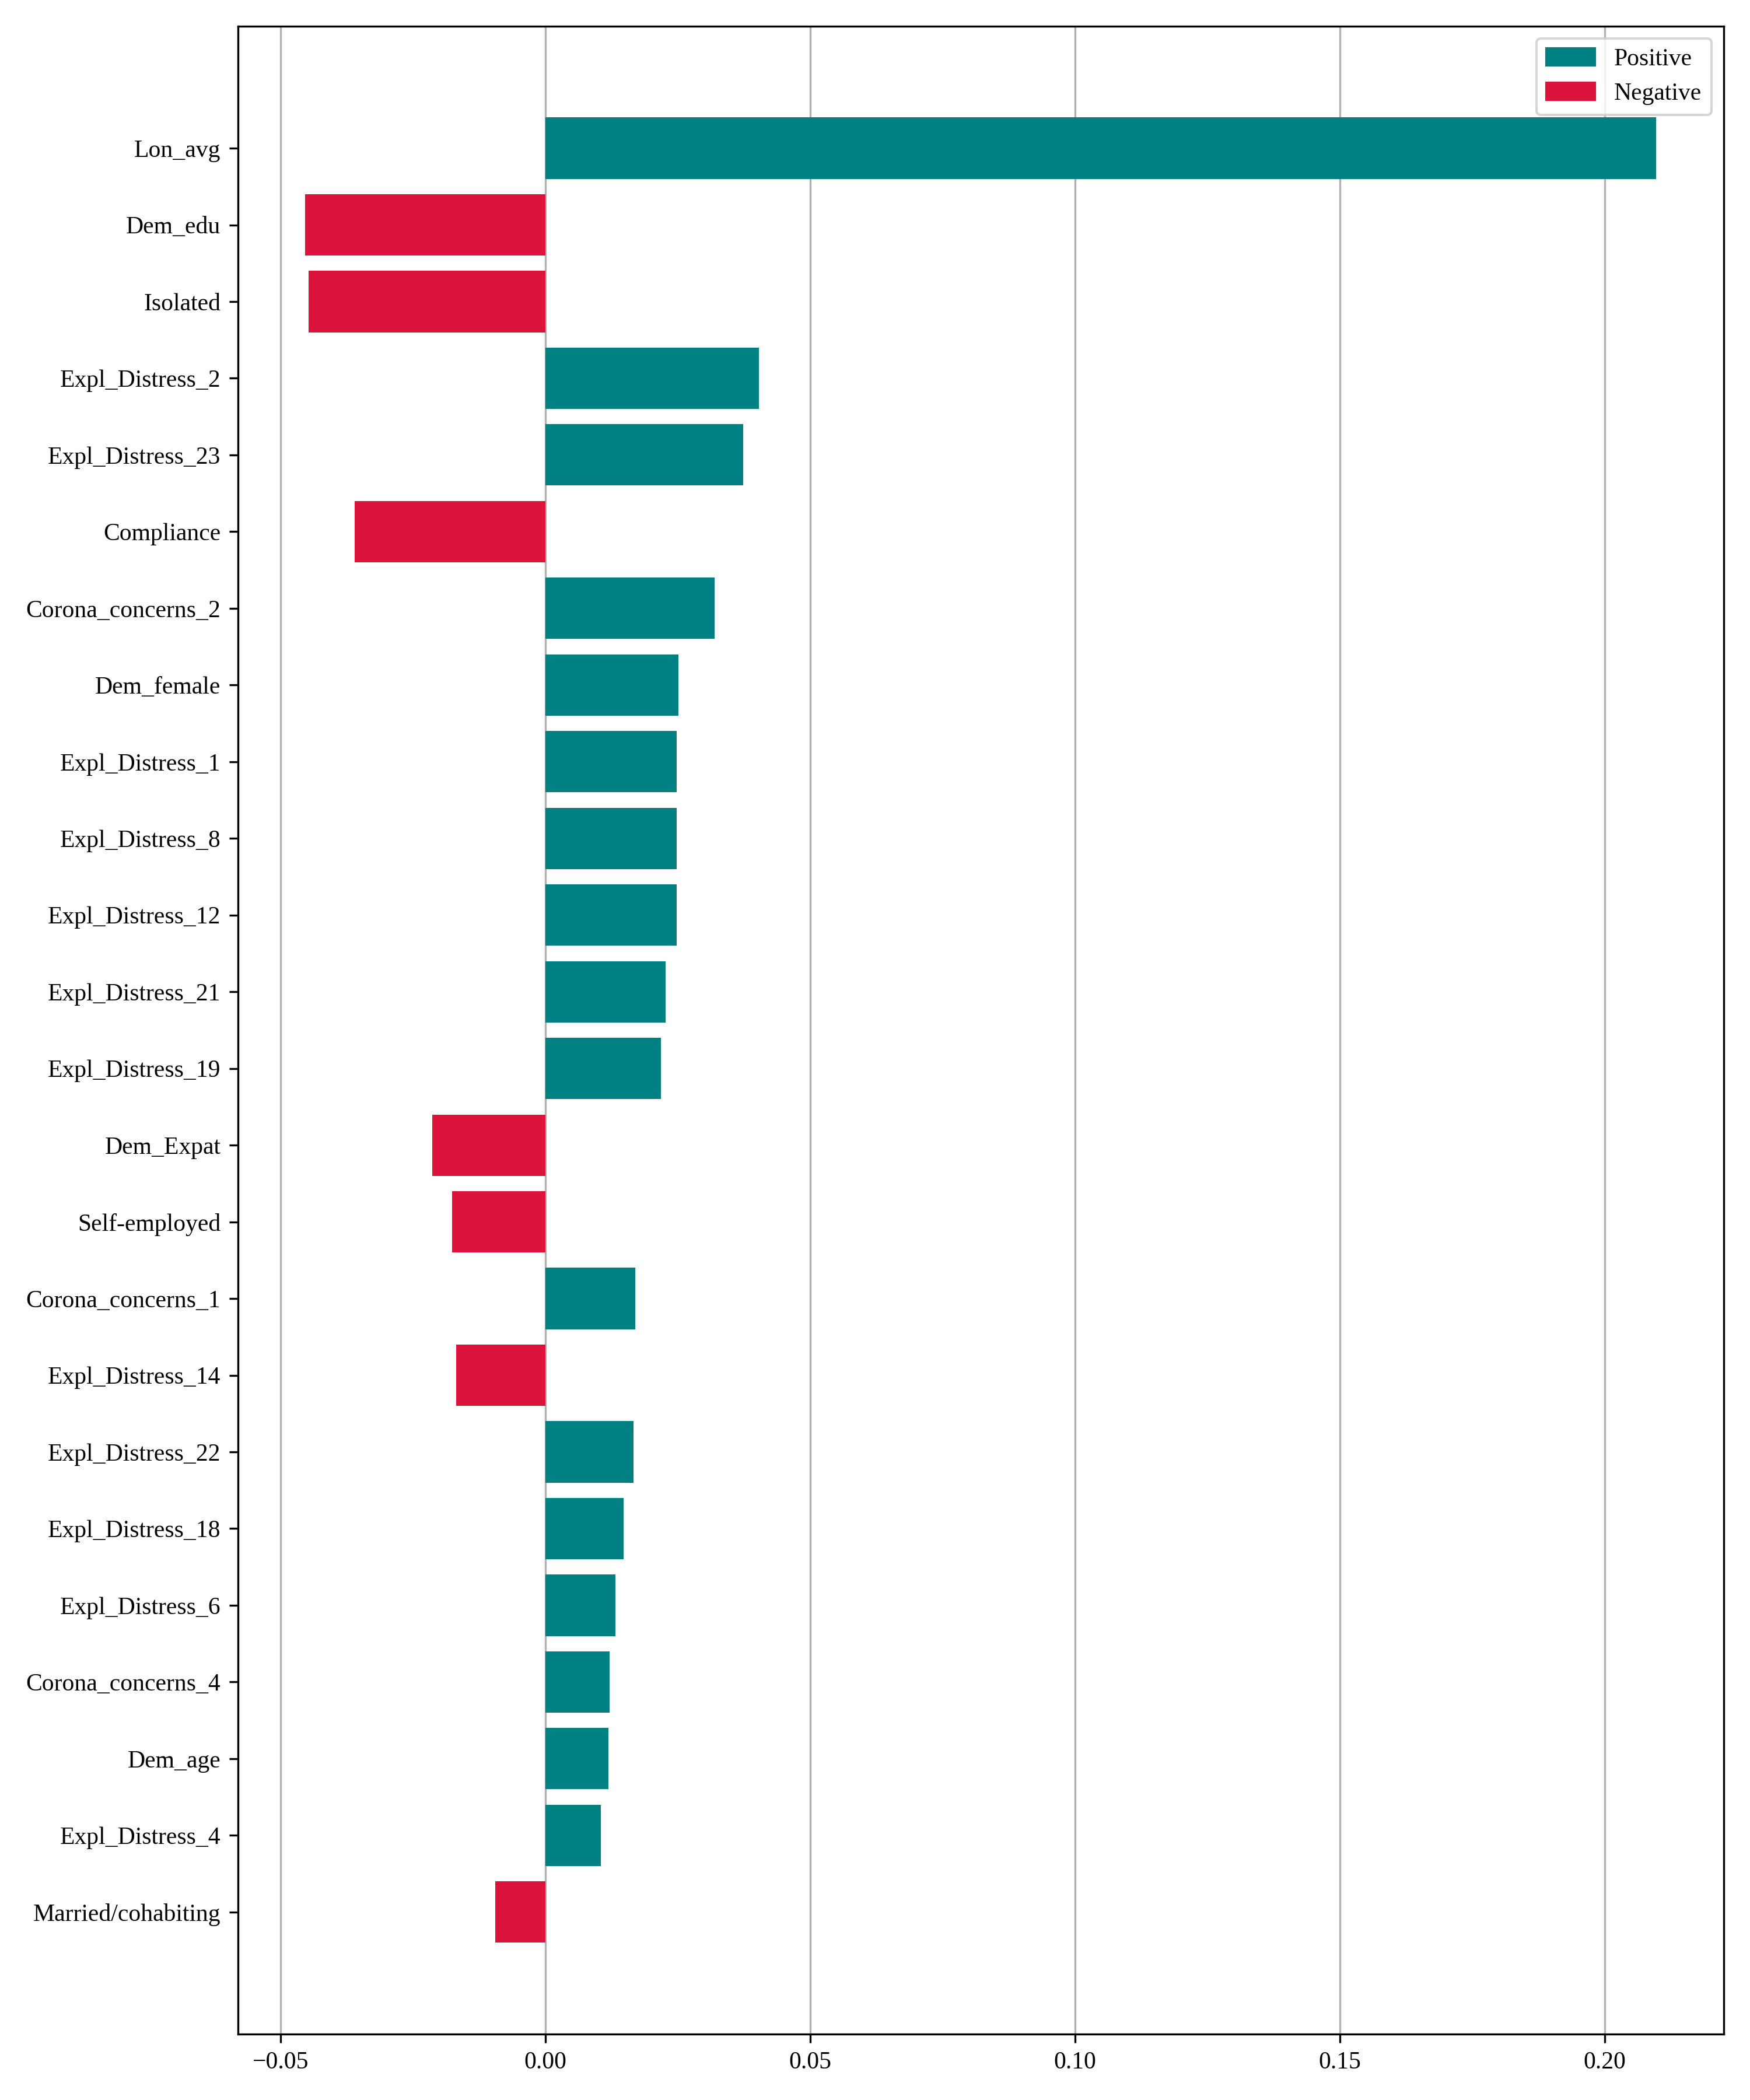 Positive
Negative
Lon_avg
Dem_edu
Isolated
Expl_Distress_2
Expl_Distress_23
Compliance
Corona_concerns_2
Dem_female
Expl_Distress_1
Expl_Distress_8
Expl_Distress_12
Expl_Distress_21
Expl_Distress_19
Dem_Expat
Self-employed
Corona_concerns_1
Expl_Distress_14
Expl_Distress_22
Expl_Distress_18
Expl_Distress_6
Corona_concerns_4
Dem_age
Expl_Distress_4
Married/cohabiting
−0.05 0.00 0.05 0.10 0.15 0.20